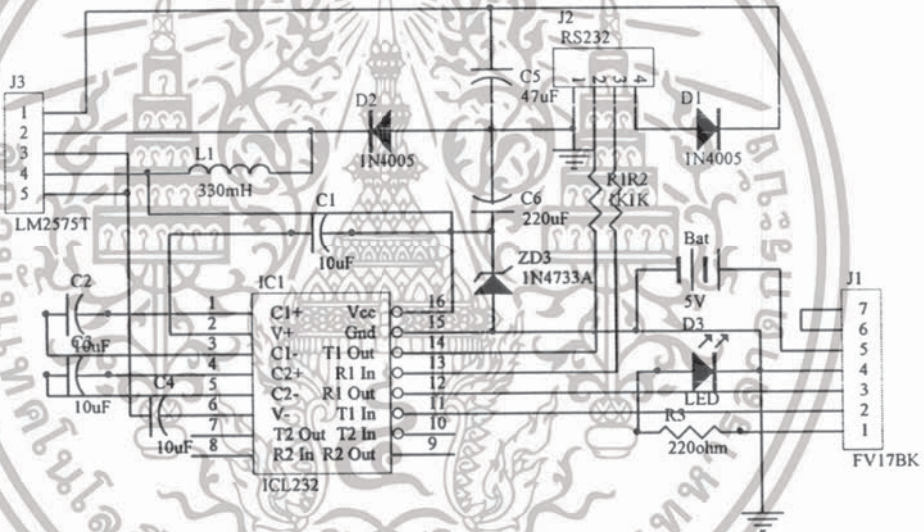 J2
RS232
1 2 3 4
J3
1
2
3
4
5
LM2575T
D2
1N4005
L1
330mH
C5
47uF
D1
1N4005
R1R2
1K1K
C1
10uF
C6
220uF
ZD3
1N4733A
Bat
5V
J1
7
6
5
4
3
2
1
FV17BK
D3
LED
R3
220ohm
C2
10uF
C3
10uF
C4
10uF
IC1
1 C1+ Vcc 16
2 V+ Gnd 15
3 C1- T1 Out 14
4 C2+ R1 In 13
5 C2- R1 Out 12
6 V- T1 In 11
7 T2 Out T2 In 10
8 R2 In R2 Out 9
ICL232